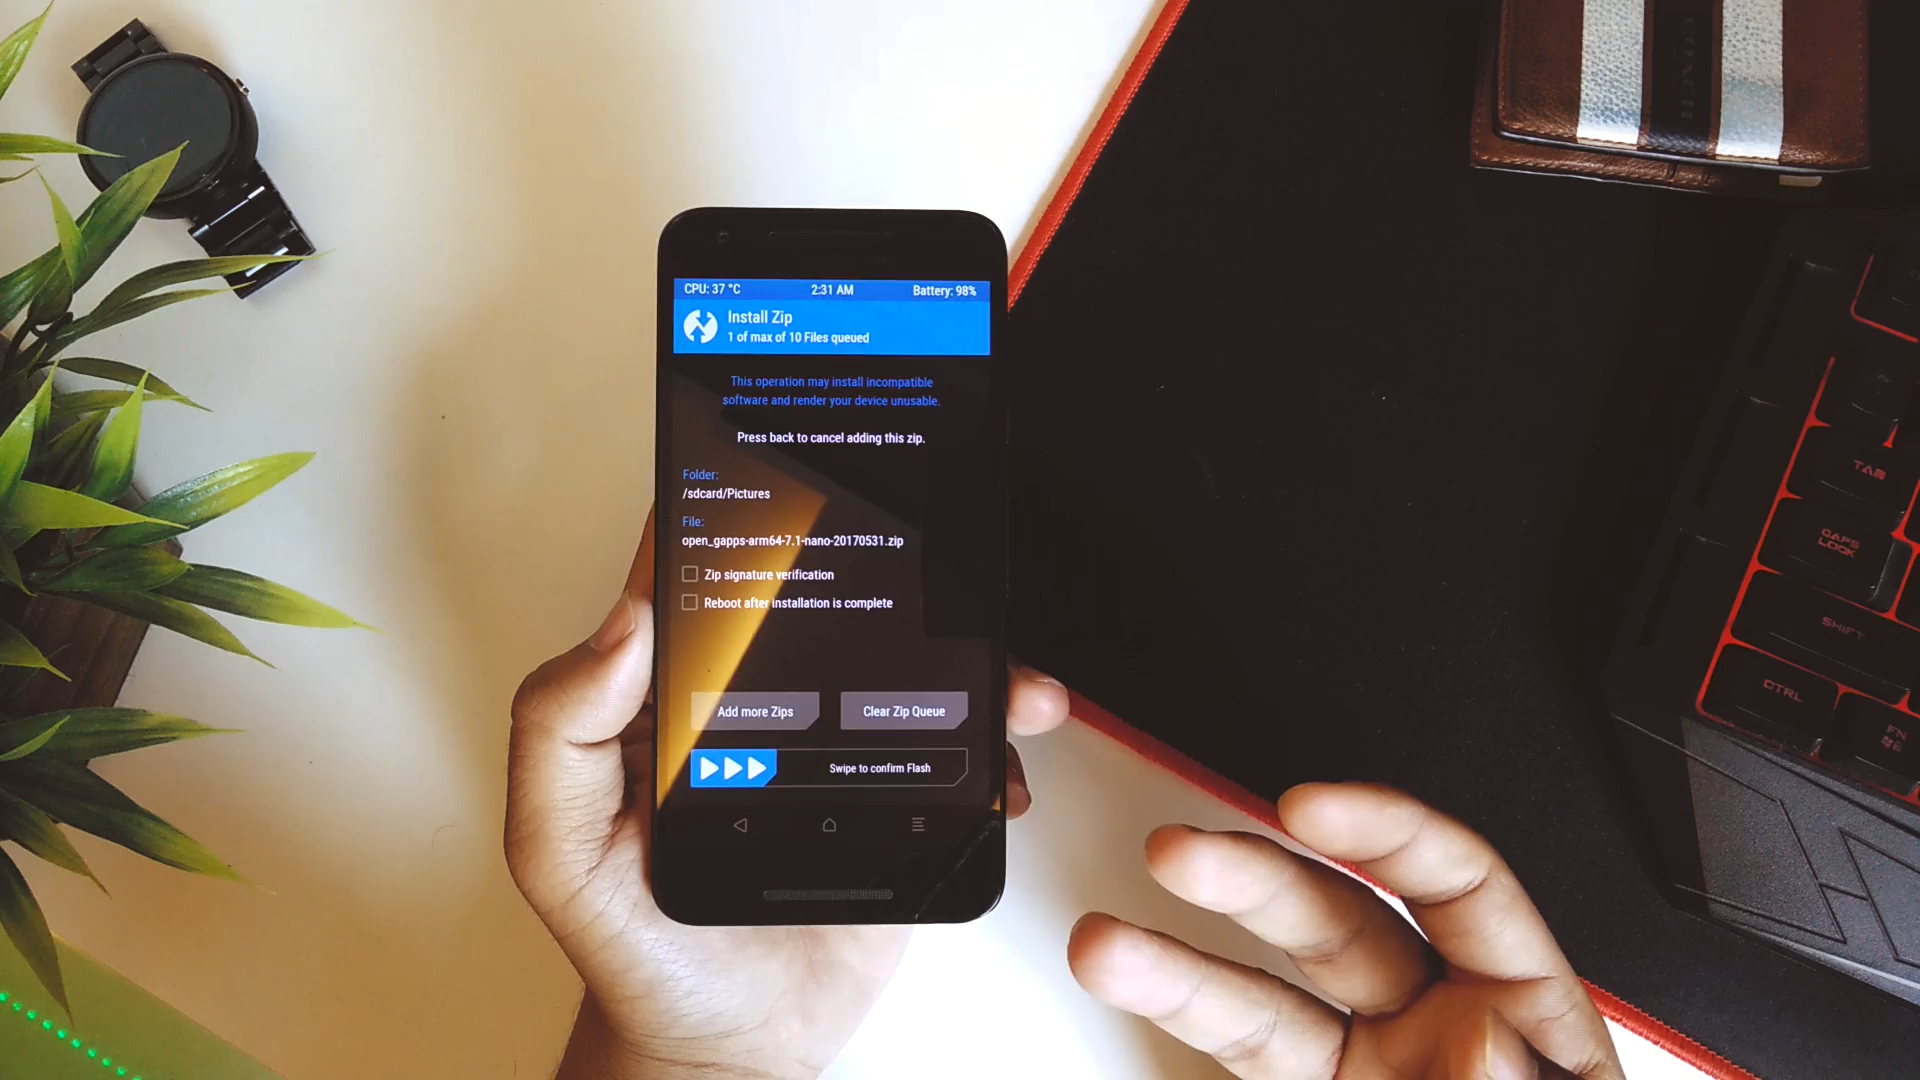 COACH
CPU: 37 °C 2:31 AM Battery: 98%
Install Zip
1 of max of 10 Files queued
This operation may install incompatible
software and render your device unusable.
Press back to cancel adding this zip.
Folder:
/sdcard/Pictures
File:
open_gapps-arm64-7.1-nano-20170531.zip
Zip signature verification
Reboot after installation is complete
Add more Zips Clear Zip Queue
Swipe to confirm Flash
TAB
CAPS
LOCK
SHIFT
CTRL
FN